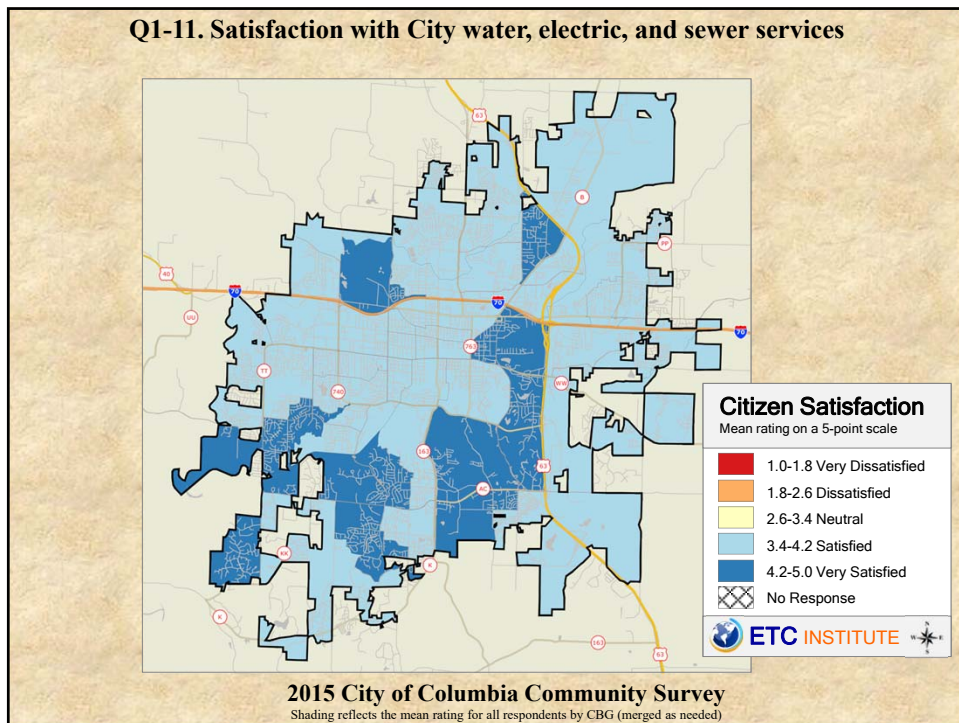 Q1-11. Satisfaction with City water, electric, and sewer services
63
B
PP
40
70
70
UU
763
70
TT
740
WW
163
63
AC
KK
K
K
163
63
Citizen Satisfaction
Mean rating on a 5-point scale
1.0-1.8 Very Dissatisfied
1.8-2.6 Dissatisfied
2.6-3.4 Neutral
3.4-4.2 Satisfied
4.2-5.0 Very Satisfied
No Response
ETC INSTITUTE
N
W E
S
2015 City of Columbia Community Survey
Shading reflects the mean rating for all respondents by CBG (merged as needed)